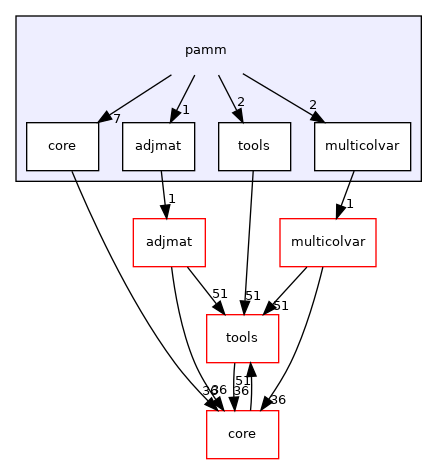 pamm
7
1
2
2
core
adjmat
tools
multicolvar
1
1
adjmat
multicolvar
51
51
51
tools
36
36
36
51
36
core